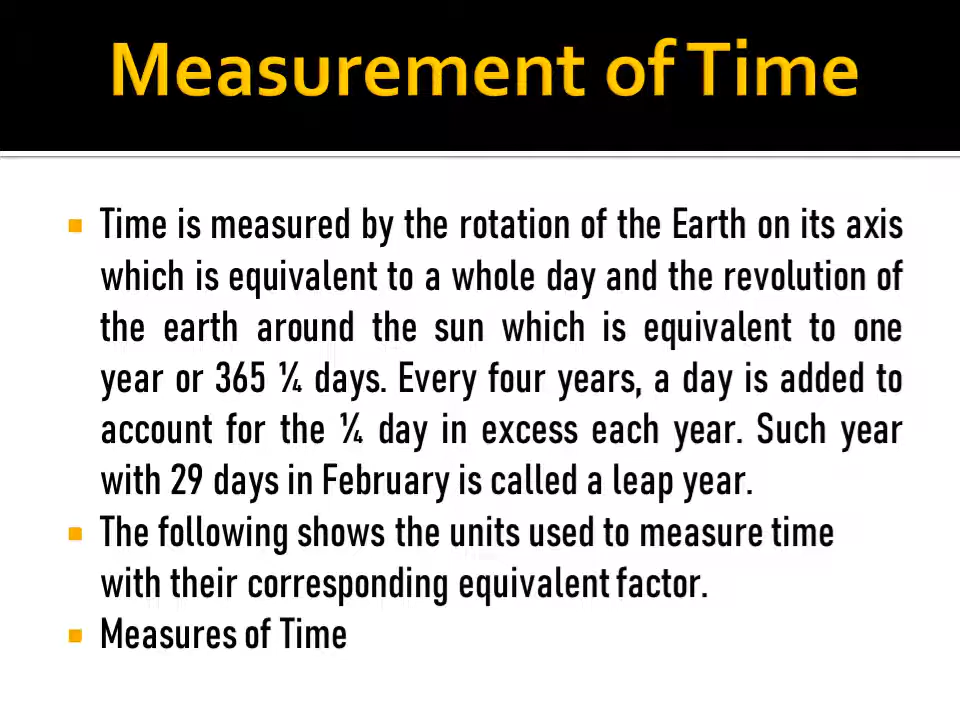 Measurement of Time
Time is measured by the rotation of the Earth on its axis
which is equivalent to a whole day and the revolution of
the earth around the sun which is equivalent to one
year or 365 ¼ days. Every four years, a day is added to
account for the ¼ day in excess each year. Such year
with 29 days in February is called a leap year.
The following shows the units used to measure time
with their corresponding equivalent factor.
Measures of Time